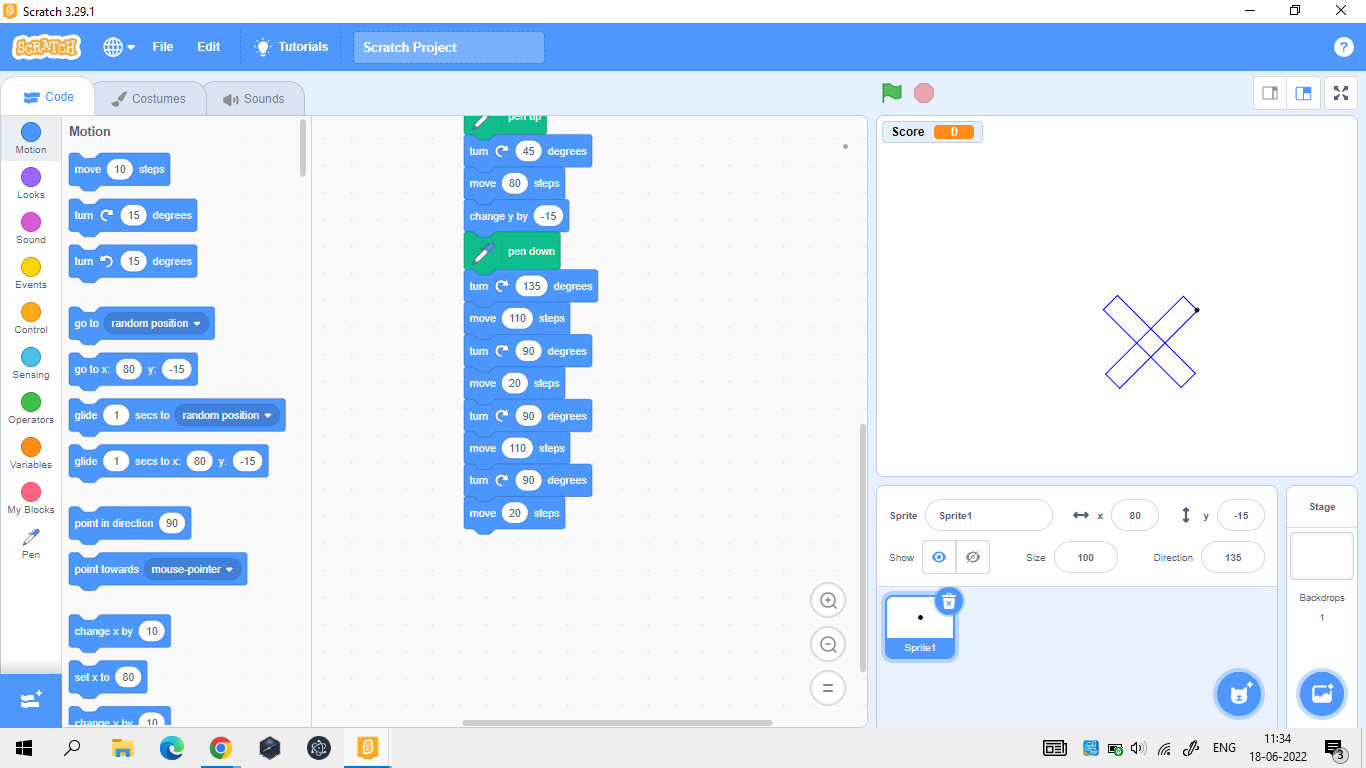 Scratch 3.29.1
SCRATCH File Edit Tutorials Scratch Project ?
Code Costumes Sounds
Motion
Looks
Sound
Events
Control
Sensing
Operators
Variables
My Blocks
Pen
Motion
move 10 steps
turn 15 degrees
turn 15 degrees
go to random position
go to x: 80 y: -15
glide 1 secs to random position
glide 1 secs to x: 80 y: -15
point in direction 90
point towards mouse-pointer
change x by 10
set x to 80
change y by 10
pen up
turn 45 degrees
move 80 steps
change y by -15
pen down
turn 135 degrees
move 110 steps
turn 90 degrees
move 20 steps
turn 90 degrees
move 110 steps
turn 90 degrees
move 20 steps
Score 0
Sprite Sprite1 x 80 y -15
Show Size 100 Direction 135
Sprite1
Stage
Backdrops
1
ENG
11:34
18-06-2022
3